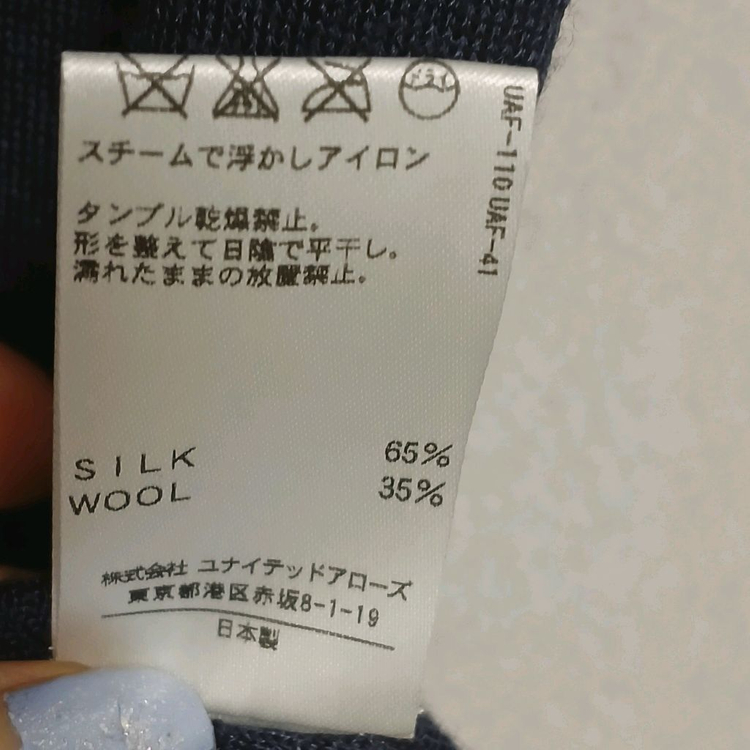 ドライ
スチームで浮かしアイロン
タンブル乾燥禁止。
形を整えて日陰で平干し。
濡れたままの放置禁止。
SILK 65%
WOOL 35%
株式会社 ユナイテッドアローズ
東京都港区赤坂8-1-19
日本製
UAF-110 UAF-41